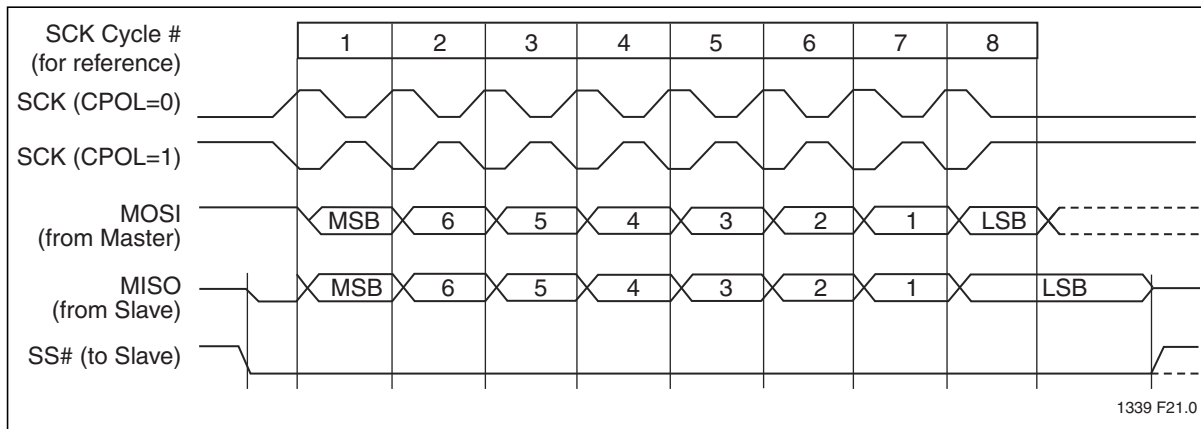 SCK Cycle # 1 2 3 4 5 6 7 8
(for reference)
SCK (CPOL=0)
SCK (CPOL=1)
MOSI MSB 6 5 4 3 2 1 LSB
(from Master)
MISO MSB 6 5 4 3 2 1 LSB
(from Slave)
SS# (to Slave)
1339 F21.0